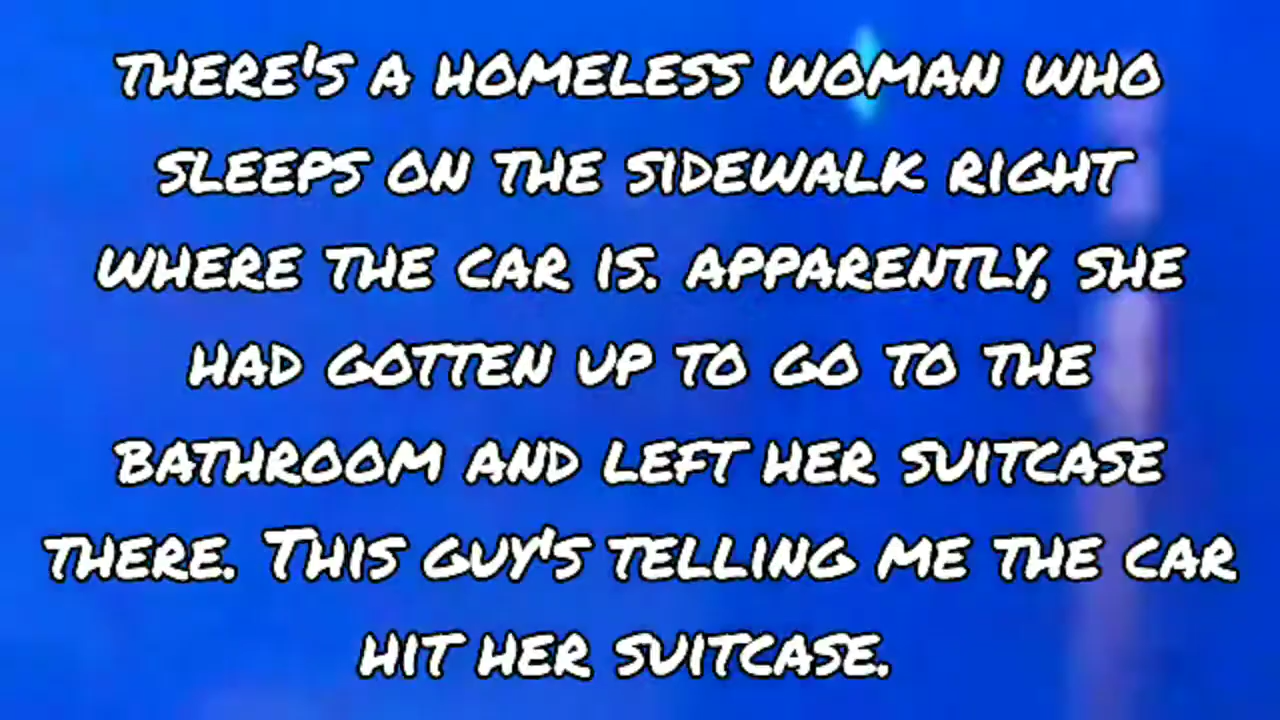 THERE'S A HOMELESS WOMAN WHO
SLEEPS ON THE SIDEWALK RIGHT
WHERE THE CAR IS. APPARENTLY, SHE
HAD GOTTEN UP TO GO TO THE
BATHROOM AND LEFT HER SUITCASE
THERE. THIS GUY'S TELLING ME THE CAR
HIT HER SUITCASE.